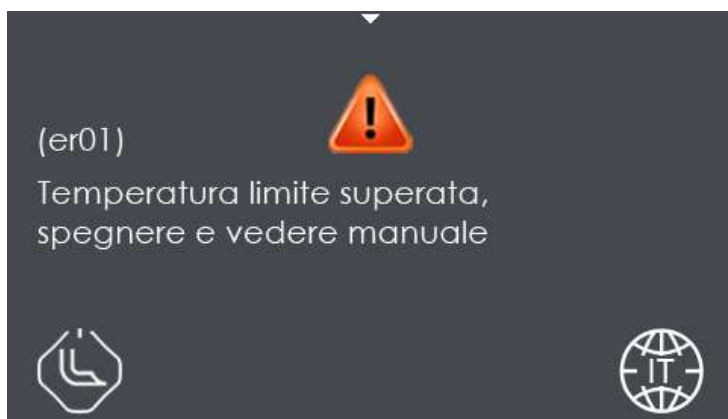 (er01)
Temperatura limite superata,
spegnere e vedere manuale
IT